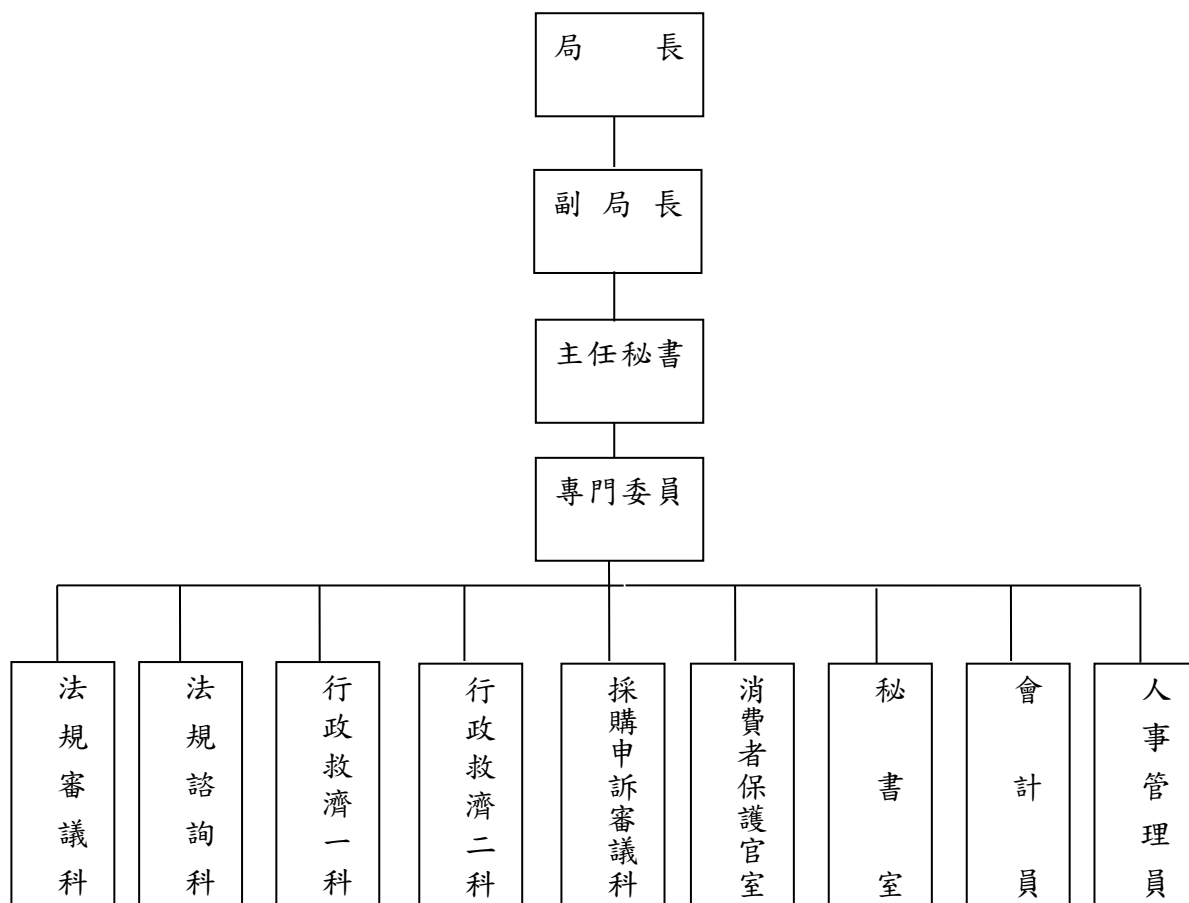 局長
副局長
主任秘書
專門委員
法規審議科
法規諮詢科
行政救濟一科
行政救濟二科
採購申訴審議科
消費者保護官室
秘書室
會計員
人事管理員